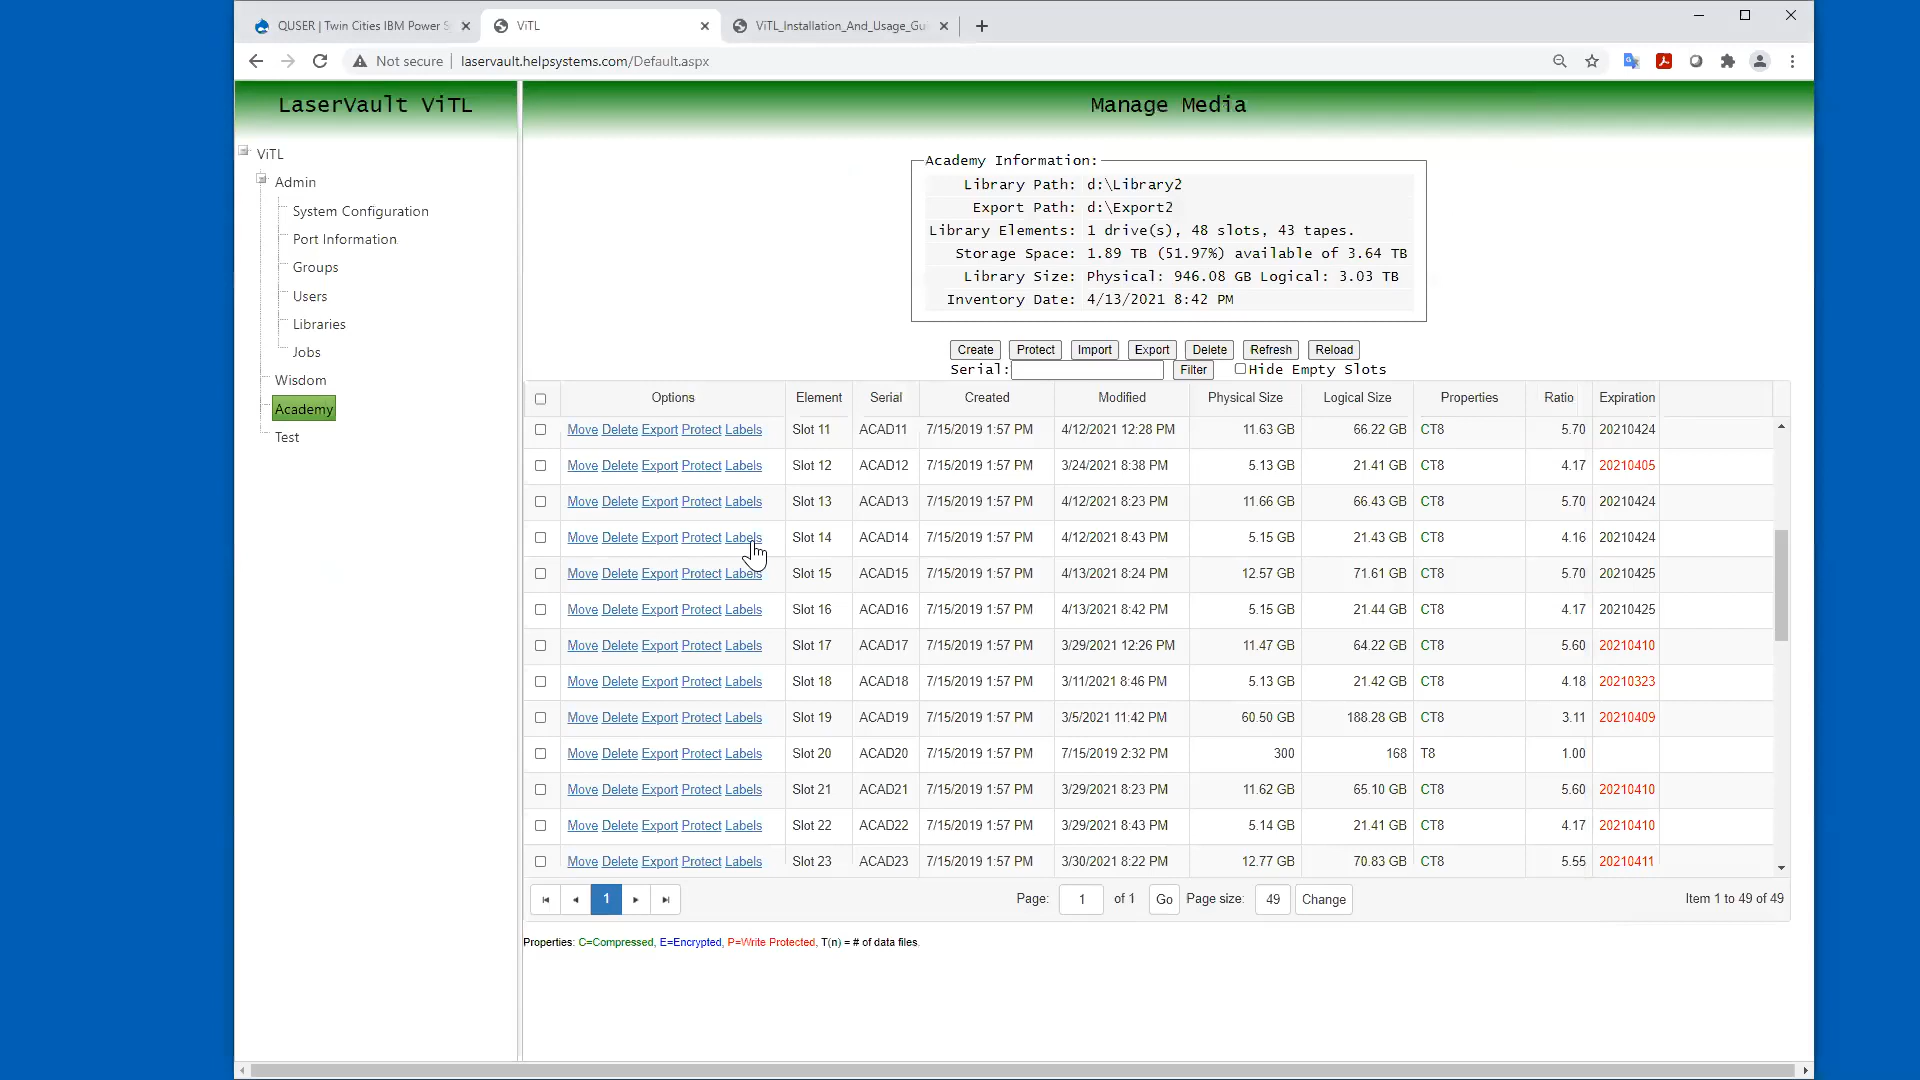 QUSER | Twin Cities IBM Power S
ViTL
ViTL_Installation_And_Usage_Gui
Not secure
laservault.helpsystems.com/Default.aspx
LaserVault ViTL
Manage Media
ViTL
Admin
System Configuration
Port Information
Groups
Users
Libraries
Jobs
Wisdom
Academy
Test
Academy Information:
Library Path: d:\Library2
Export Path: d:\Export2
Library Elements: 1 drive(s), 48 slots, 43 tapes.
Storage Space: 1.89 TB (51.97%) available of 3.64 TB
Library Size: Physical: 946.08 GB Logical: 3.03 TB
Inventory Date: 4/13/2021 8:42 PM
Create Protect Import Export Delete Refresh Reload
Serial: Filter Hide Empty Slots
Options Element Serial Created Modified Physical Size Logical Size Properties Ratio Expiration
Move Delete Export Protect Labels Slot 11 ACAD11 7/15/2019 1:57 PM 4/12/2021 12:28 PM 11.63 GB 66.22 GB CT8 5.70 20210424
Move Delete Export Protect Labels Slot 12 ACAD12 7/15/2019 1:57 PM 3/24/2021 8:38 PM 5.13 GB 21.41 GB CT8 4.17 20210405
Move Delete Export Protect Labels Slot 13 ACAD13 7/15/2019 1:57 PM 4/12/2021 8:23 PM 11.66 GB 66.43 GB CT8 5.70 20210424
Move Delete Export Protect Labels Slot 14 ACAD14 7/15/2019 1:57 PM 4/12/2021 8:43 PM 5.15 GB 21.43 GB CT8 4.16 20210424
Move Delete Export Protect Labels Slot 15 ACAD15 7/15/2019 1:57 PM 4/13/2021 8:24 PM 12.57 GB 71.61 GB CT8 5.70 20210425
Move Delete Export Protect Labels Slot 16 ACAD16 7/15/2019 1:57 PM 4/13/2021 8:42 PM 5.15 GB 21.44 GB CT8 4.17 20210425
Move Delete Export Protect Labels Slot 17 ACAD17 7/15/2019 1:57 PM 3/29/2021 12:26 PM 11.47 GB 64.22 GB CT8 5.60 20210410
Move Delete Export Protect Labels Slot 18 ACAD18 7/15/2019 1:57 PM 3/11/2021 8:46 PM 5.13 GB 21.42 GB CT8 4.18 20210323
Move Delete Export Protect Labels Slot 19 ACAD19 7/15/2019 1:57 PM 3/5/2021 11:42 PM 60.50 GB 188.28 GB CT8 3.11 20210409
Move Delete Export Protect Labels Slot 20 ACAD20 7/15/2019 1:57 PM 7/15/2019 2:32 PM 300 168 T8 1.00
Move Delete Export Protect Labels Slot 21 ACAD21 7/15/2019 1:57 PM 3/29/2021 8:23 PM 11.62 GB 65.10 GB CT8 5.60 20210410
Move Delete Export Protect Labels Slot 22 ACAD22 7/15/2019 1:57 PM 3/29/2021 8:43 PM 5.14 GB 21.41 GB CT8 4.17 20210410
Move Delete Export Protect Labels Slot 23 ACAD23 7/15/2019 1:57 PM 3/30/2021 8:22 PM 12.77 GB 70.83 GB CT8 5.55 20210411
1 Page: 1 of 1 Go Page size: 49 Change Item 1 to 49 of 49
Properties: C=Compressed, E=Encrypted, P=Write Protected, T(n) = # of data files.